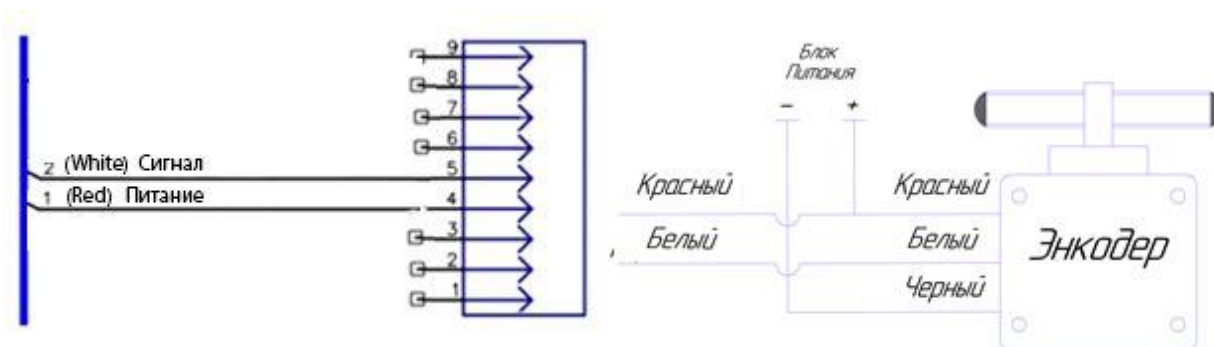 9
8
7
6
2 (White) Сигнал 5
1 (Red) Питание 4
3
2
1
Блок
Питания
- +
Красный Красный
Белый Белый
Черный
Энкодер